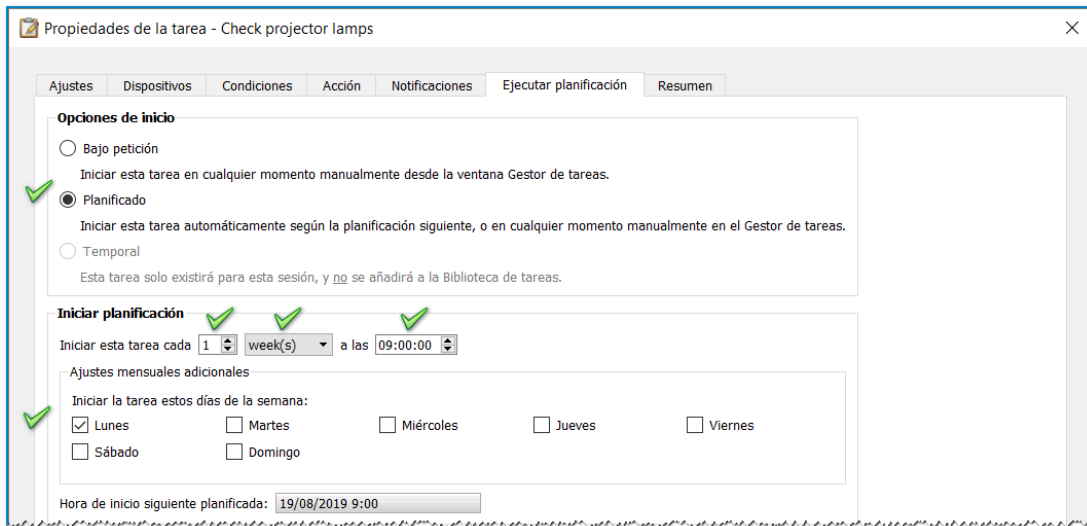 Propiedades de la tarea - Check projector lamps
Ajustes Dispositivos Condiciones Acción Notificaciones Ejecutar planificación Resumen
Opciones de inicio
Bajo petición
Iniciar esta tarea en cualquier momento manualmente desde la ventana Gestor de tareas.
Planificado
Iniciar esta tarea automáticamente según la planificación siguiente, o en cualquier momento manualmente en el Gestor de tareas.
Temporal
Esta tarea solo existirá para esta sesión, y no se añadirá a la Biblioteca de tareas.
Iniciar planificación
Iniciar esta tarea cada 1 week(s) a las 09:00:00
Ajustes mensuales adicionales
Iniciar la tarea estos días de la semana:
Lunes Martes Miércoles Jueves Viernes
Sábado Domingo
Hora de inicio siguiente planificada: 19/08/2019 9:00